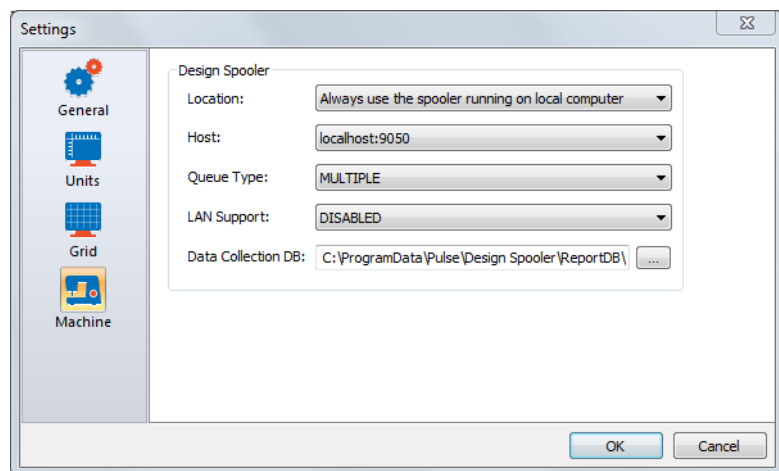 Settings
General
Units
Grid
Machine
Design Spooler
Location: Always use the spooler running on local computer
Host: localhost:9050
Queue Type: MULTIPLE
LAN Support: DISABLED
Data Collection DB: C:\ProgramData\Pulse\Design Spooler\ReportDB\ ...
OK Cancel